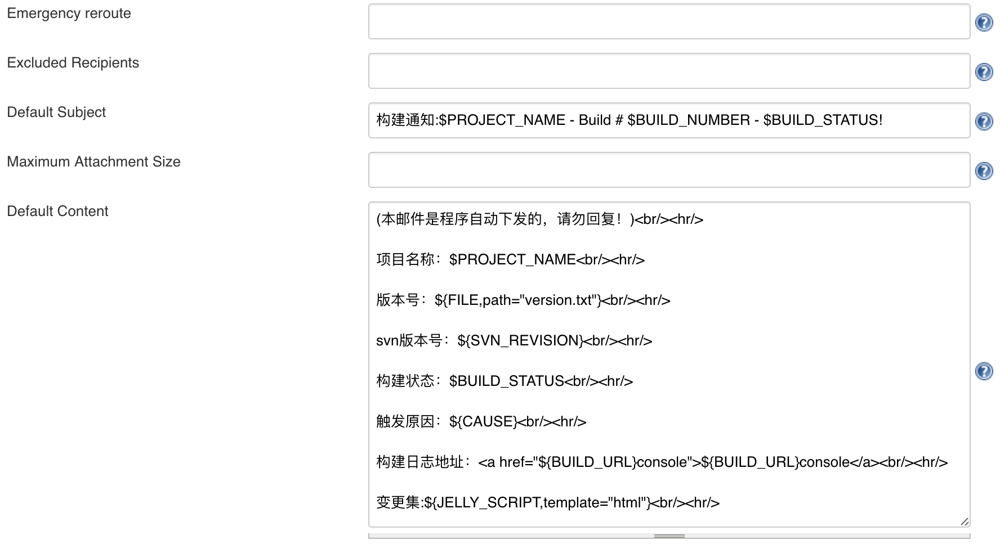 Emergency reroute
Excluded Recipients
Default Subject
构建通知:$PROJECT_NAME - Build # $BUILD_NUMBER - $BUILD_STATUS!
Maximum Attachment Size
Default Content
(本邮件是程序自动下发的，请勿回复！)<br/><hr/>
项目名称：$PROJECT_NAME<br/><hr/>
版本号：${FILE,path="version.txt"}<br/><hr/>
svn版本号：${SVN_REVISION}<br/><hr/>
构建状态：$BUILD_STATUS<br/><hr/>
触发原因：${CAUSE}<br/><hr/>
构建日志地址：<a href="${BUILD_URL}console">${BUILD_URL}console</a><br/><hr/>
变更集:${JELLY_SCRIPT,template="html"}<br/><hr/>